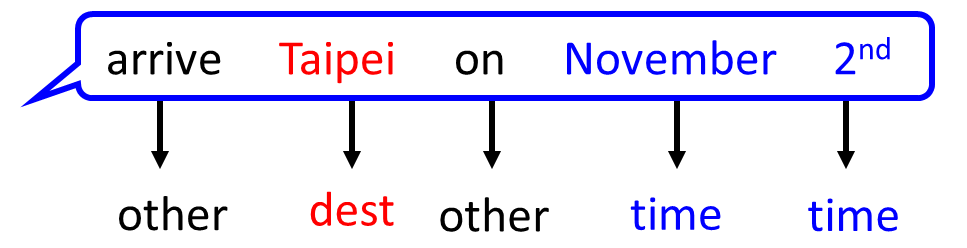 arrive Taipei on November 2nd
other dest other time time